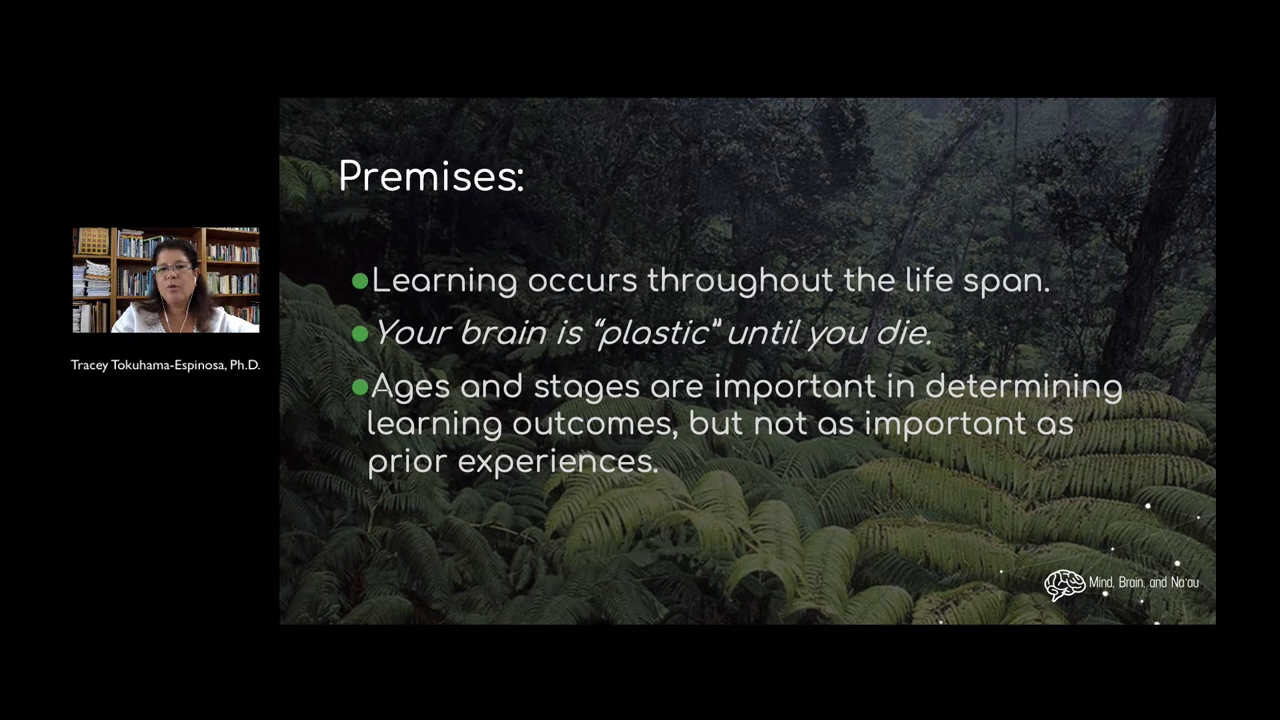 Premises:
●Learning occurs throughout the life span.
●Your brain is “plastic” until you die.
●Ages and stages are important in determining
learning outcomes, but not as important as
prior experiences.
Tracey Tokuhama-Espinosa, Ph.D.
Mind, Brain, and Na‘au